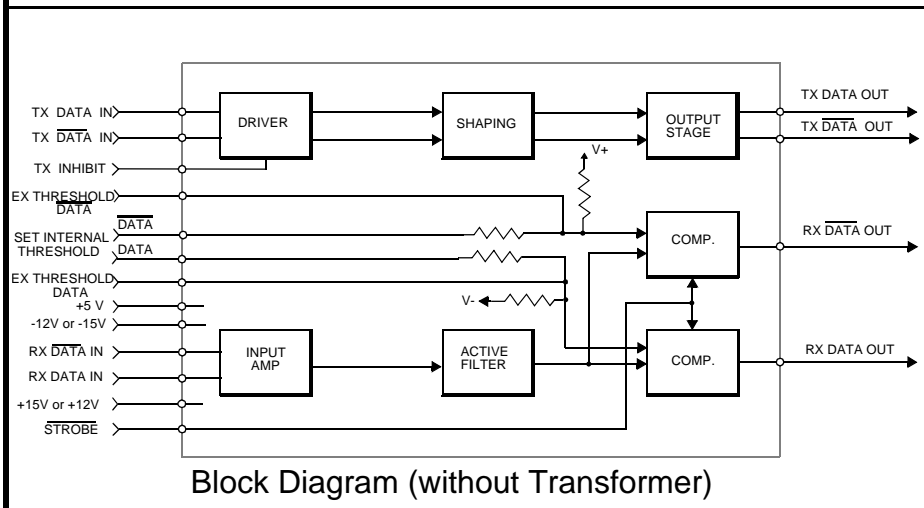 TX DATA IN
TX DATA IN
TX INHIBIT
EX THRESHOLD
DATA
SET INTERNAL
THRESHOLD
DATA
DATA
EX THRESHOLD
DATA
+5 V
-12V or -15V
RX DATA IN
RX DATA IN
+15V or +12V
STROBE
DRIVER
SHAPING
OUTPUT
STAGE
V+
V-
COMP.
INPUT
AMP
ACTIVE
FILTER
COMP.
TX DATA OUT
TX DATA OUT
RX DATA OUT
RX DATA OUT
Block Diagram (without Transformer)